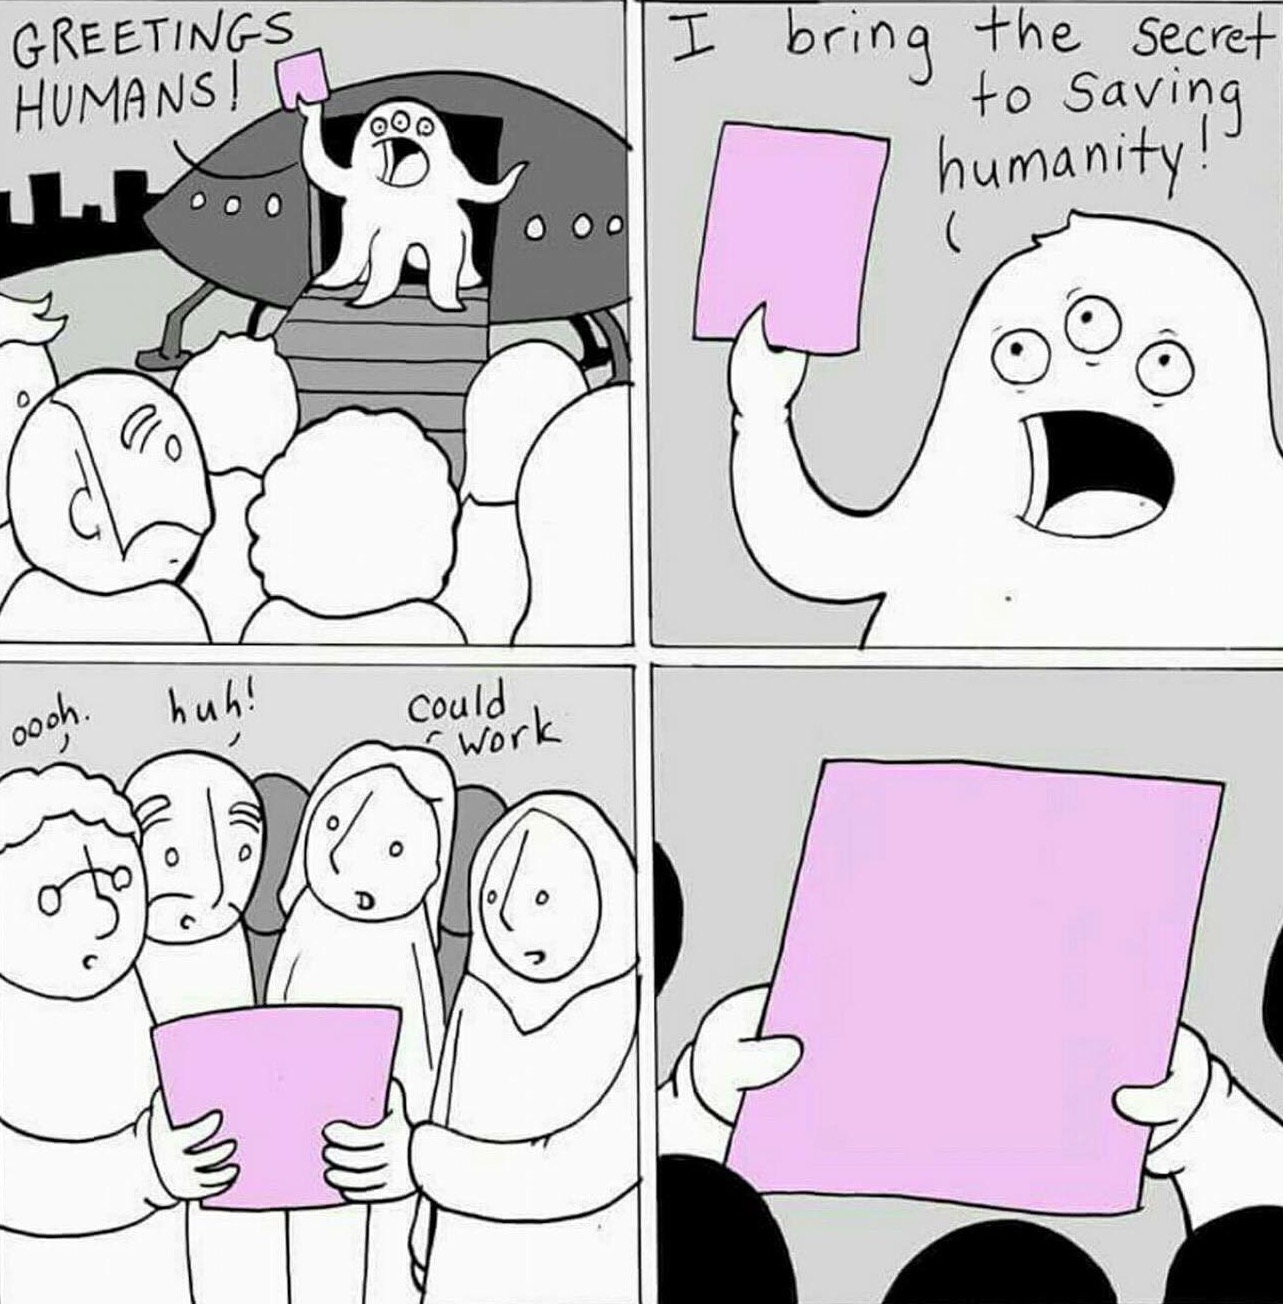 GREETINGS
HUMANS!
I bring the secret
to saving
humanity!
oooh.
huh!
could
work